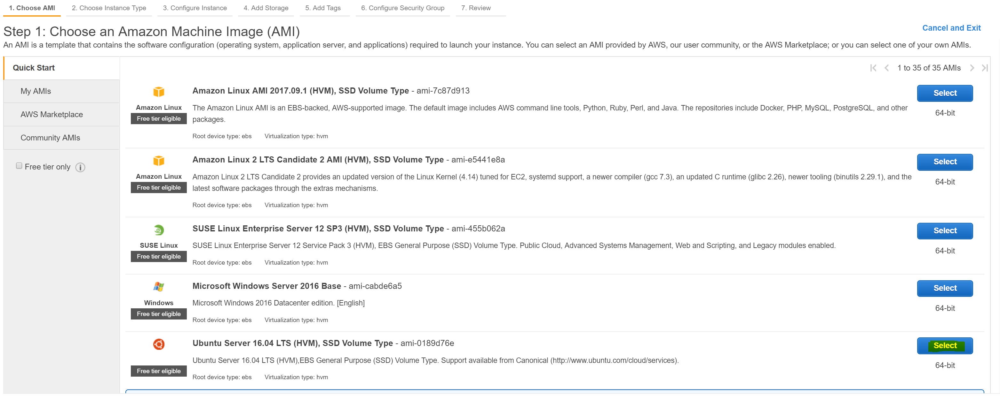 1. Choose AMI 2. Choose Instance Type 3. Configure Instance 4. Add Storage 5. Add Tags 6. Configure Security Group 7. Review
Step 1: Choose an Amazon Machine Image (AMI)
Cancel and Exit
An AMI is a template that contains the software configuration (operating system, application server, and applications) required to launch your instance. You can select an AMI provided by AWS, our user community, or the AWS Marketplace; or you can select one of your own AMIs.
Quick Start
My AMIs
AWS Marketplace
Community AMIs
Free tier only
1 to 35 of 35 AMIs
Amazon Linux
Free tier eligible
Amazon Linux AMI 2017.09.1 (HVM), SSD Volume Type - ami-7c87d913
The Amazon Linux AMI is an EBS-backed, AWS-supported image. The default image includes AWS command line tools, Python, Ruby, Perl, and Java. The repositories include Docker, PHP, MySQL, PostgreSQL, and other
packages.
Root device type: ebs Virtualization type: hvm
Select
64-bit
Amazon Linux
Free tier eligible
Amazon Linux 2 LTS Candidate 2 AMI (HVM), SSD Volume Type - ami-e5441e8a
Amazon Linux 2 LTS Candidate 2 provides an updated version of the Linux Kernel (4.14) tuned for EC2, systemd support, a newer compiler (gcc 7.3), an updated C runtime (glibc 2.26), newer tooling (binutils 2.29.1), and the
latest software packages through the extras mechanisms.
Root device type: ebs Virtualization type: hvm
Select
64-bit
SUSE Linux
Free tier eligible
SUSE Linux Enterprise Server 12 SP3 (HVM), SSD Volume Type - ami-455b062a
SUSE Linux Enterprise Server 12 Service Pack 3 (HVM), EBS General Purpose (SSD) Volume Type. Public Cloud, Advanced Systems Management, Web and Scripting, and Legacy modules enabled.
Root device type: ebs Virtualization type: hvm
Select
64-bit
Windows
Free tier eligible
Microsoft Windows Server 2016 Base - ami-cabde6a5
Microsoft Windows 2016 Datacenter edition. [English]
Root device type: ebs Virtualization type: hvm
Select
64-bit
Free tier eligible
Ubuntu Server 16.04 LTS (HVM), SSD Volume Type - ami-0189d76e
Ubuntu Server 16.04 LTS (HVM),EBS General Purpose (SSD) Volume Type. Support available from Canonical (http://www.ubuntu.com/cloud/services).
Root device type: ebs Virtualization type: hvm
Select
64-bit